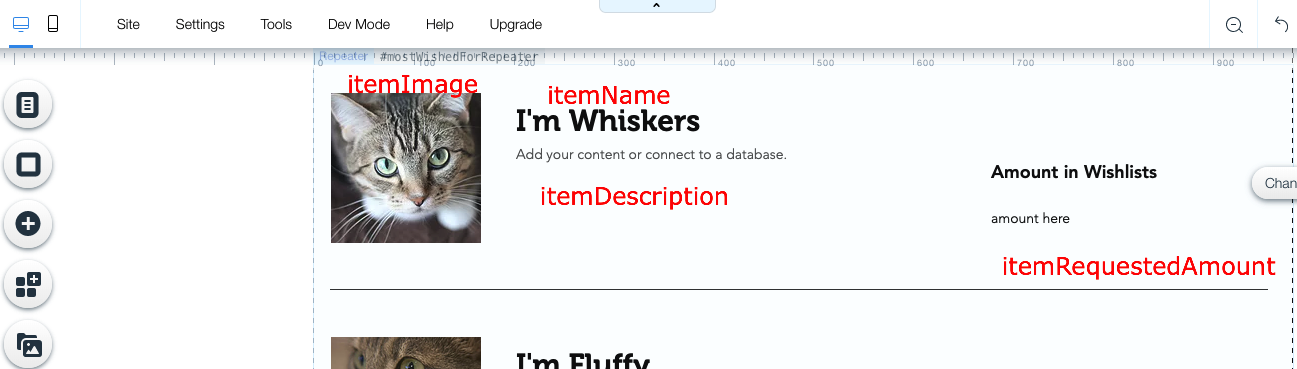 Site Settings Tools Dev Mode Help Upgrade
Repeater #mostWishedForRepeater
0 100 200 300 400 500 600 700 800 900
itemImage
itemName
I'm Whiskers
Add your content or connect to a database.
Amount in Wishlists
Chan
itemDescription
amount here
itemRequestedAmount
I'm Fluffy